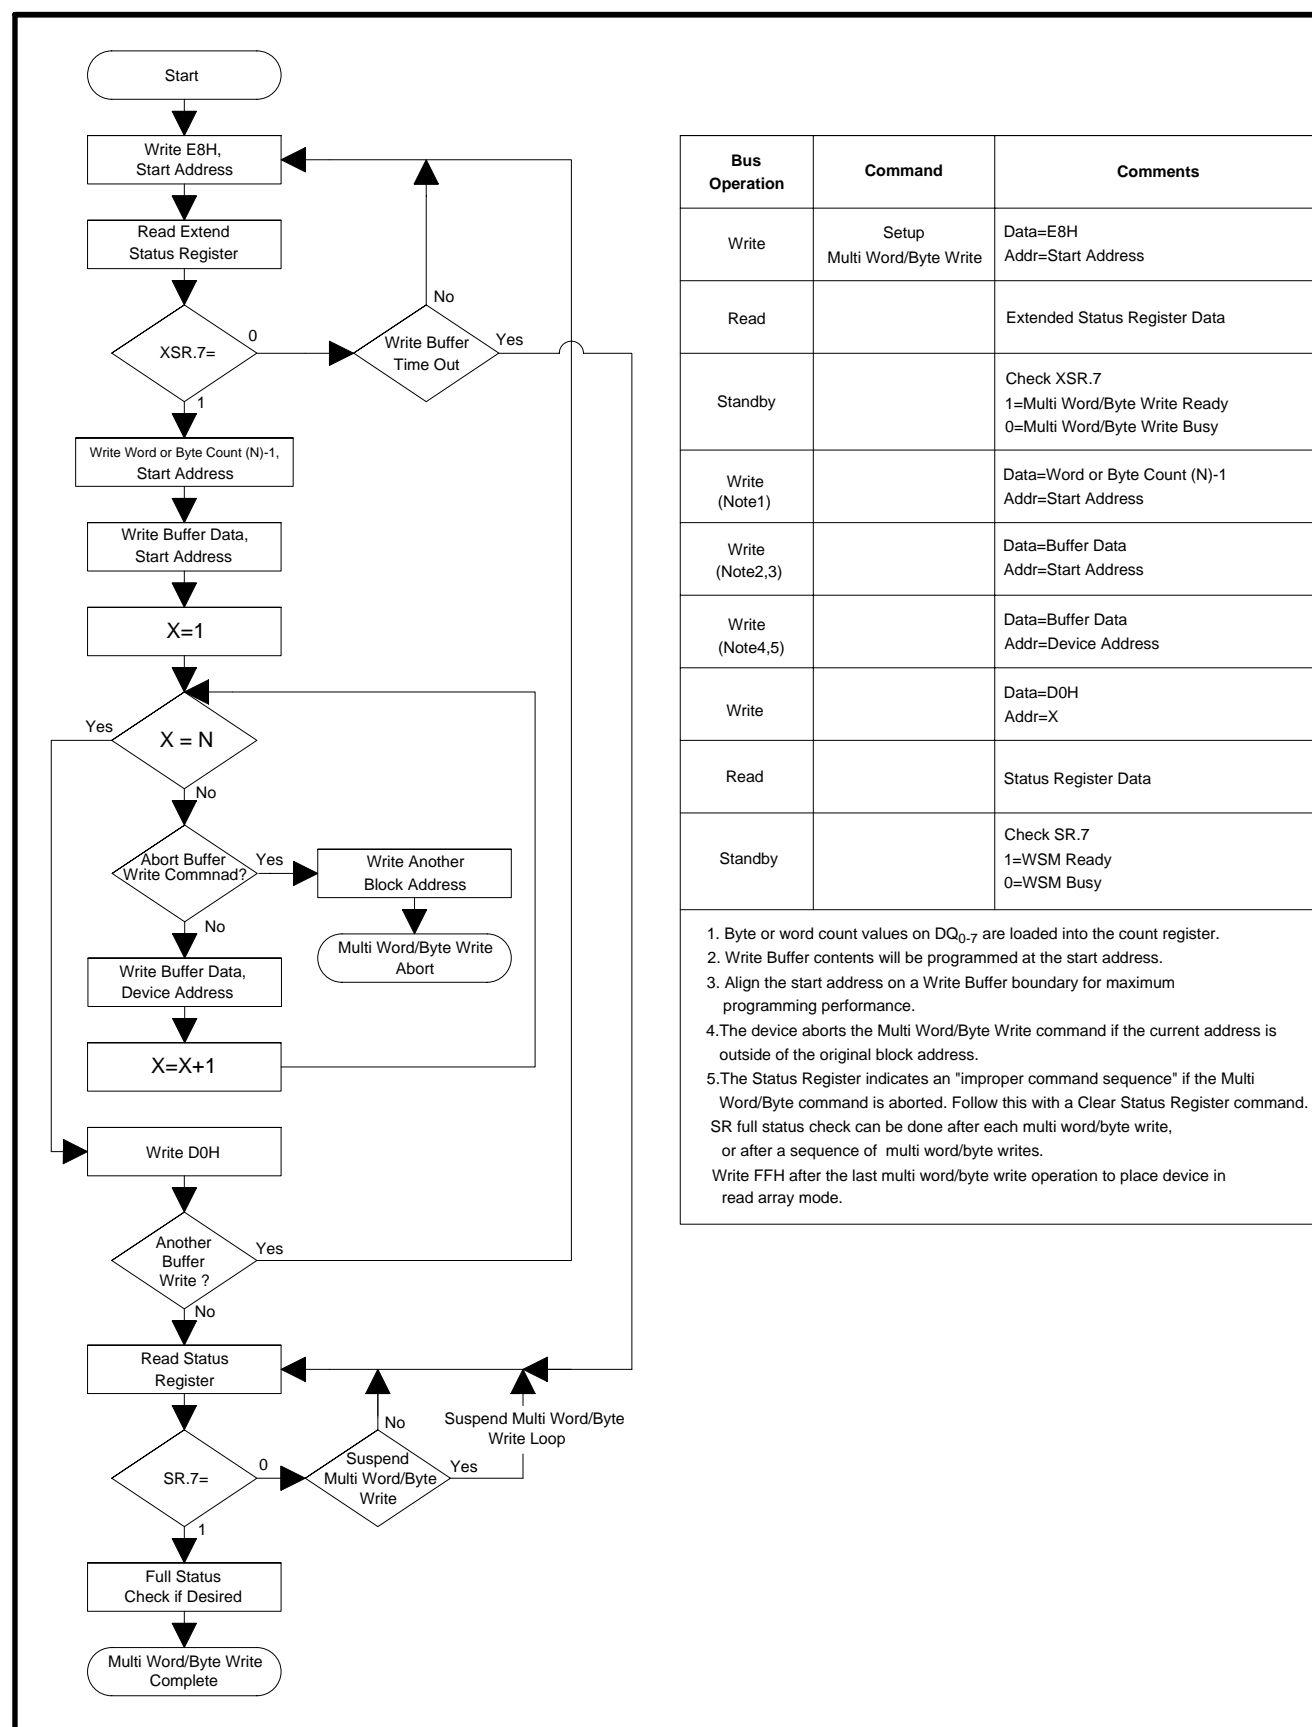 Start
Write E8H,
Start Address
Read Extend
Status Register
XSR.7=
0
1
Write Buffer
Time Out
No
Yes
Write Word or Byte Count (N)-1,
Start Address
Write Buffer Data,
Start Address
X=1
X = N
Yes
No
Abort Buffer
Write Commnad?
Yes
No
Write Another
Block Address
Multi Word/Byte Write
Abort
Write Buffer Data,
Device Address
X=X+1
Write D0H
Another
Buffer
Write ?
Yes
No
Read Status
Register
SR.7=
0
1
Suspend
Multi Word/Byte
Write
No
Yes
Suspend Multi Word/Byte
Write Loop
Full Status
Check if Desired
Multi Word/Byte Write
Complete
Bus
Operation
Command
Comments
Write
Setup
Multi Word/Byte Write
Data=E8H
Addr=Start Address
Read
Extended Status Register Data
Standby
Check XSR.7
1=Multi Word/Byte Write Ready
0=Multi Word/Byte Write Busy
Write
(Note1)
Data=Word or Byte Count (N)-1
Addr=Start Address
Write
(Note2,3)
Data=Buffer Data
Addr=Start Address
Write
(Note4,5)
Data=Buffer Data
Addr=Device Address
Write
Data=D0H
Addr=X
Read
Status Register Data
Standby
Check SR.7
1=WSM Ready
0=WSM Busy
1. Byte or word count values on DQ0-7 are loaded into the count register.
2. Write Buffer contents will be programmed at the start address.
3. Align the start address on a Write Buffer boundary for maximum
programming performance.
4.The device aborts the Multi Word/Byte Write command if the current address is
outside of the original block address.
5.The Status Register indicates an "improper command sequence" if the Multi
Word/Byte command is aborted. Follow this with a Clear Status Register command.
SR full status check can be done after each multi word/byte write,
or after a sequence of multi word/byte writes.
Write FFH after the last multi word/byte write operation to place device in
read array mode.